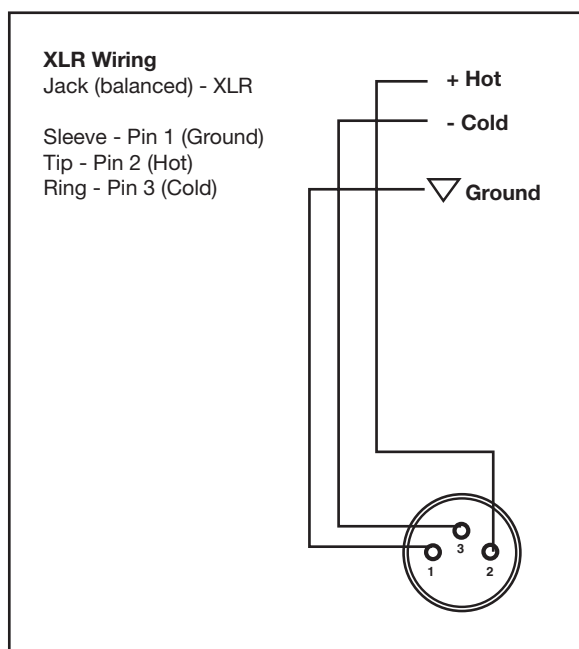 XLR Wiring
Jack (balanced) - XLR
Sleeve - Pin 1 (Ground)
Tip - Pin 2 (Hot)
Ring - Pin 3 (Cold)
+ Hot
- Cold
Ground
3
1 2